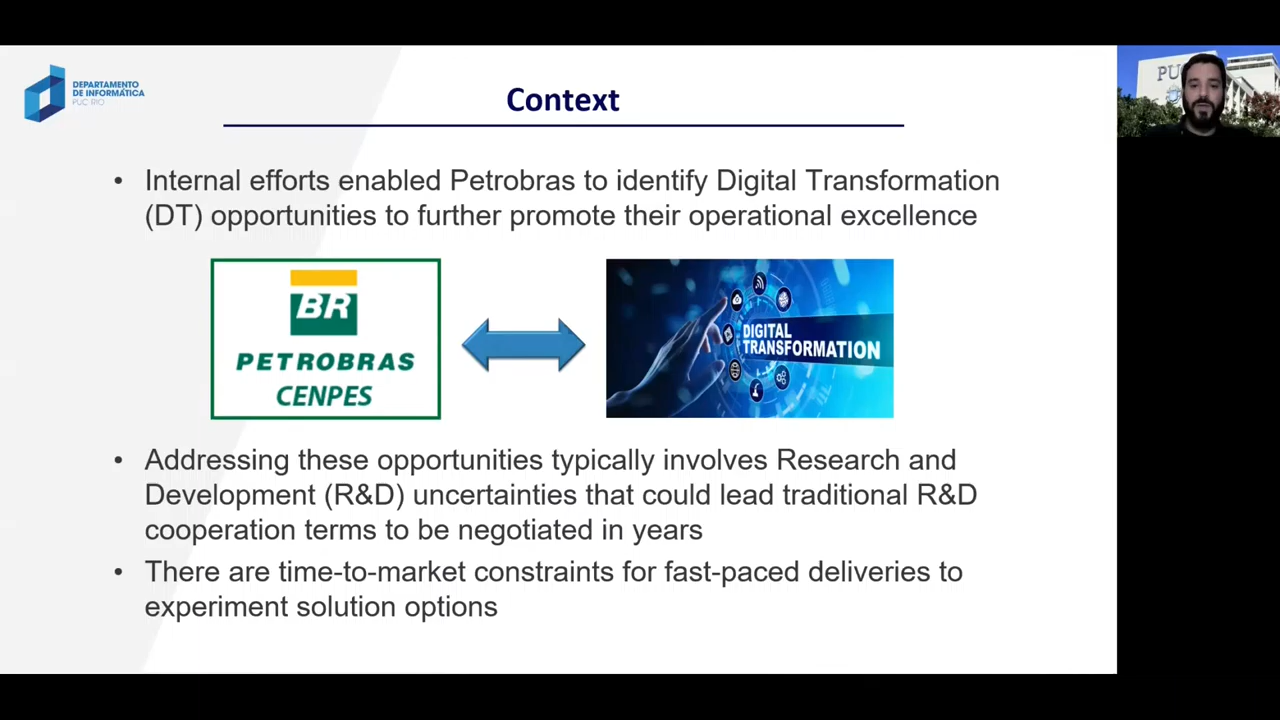 DEPARTAMENTO
DE INFORMÁTICA
PUC RIO
Context
• Internal efforts enabled Petrobras to identify Digital Transformation
(DT) opportunities to further promote their operational excellence
BR
PETROBRAS
CENPES
DIGITAL
TRANSFORMATION
• Addressing these opportunities typically involves Research and
Development (R&D) uncertainties that could lead traditional R&D
cooperation terms to be negotiated in years
• There are time-to-market constraints for fast-paced deliveries to
experiment solution options